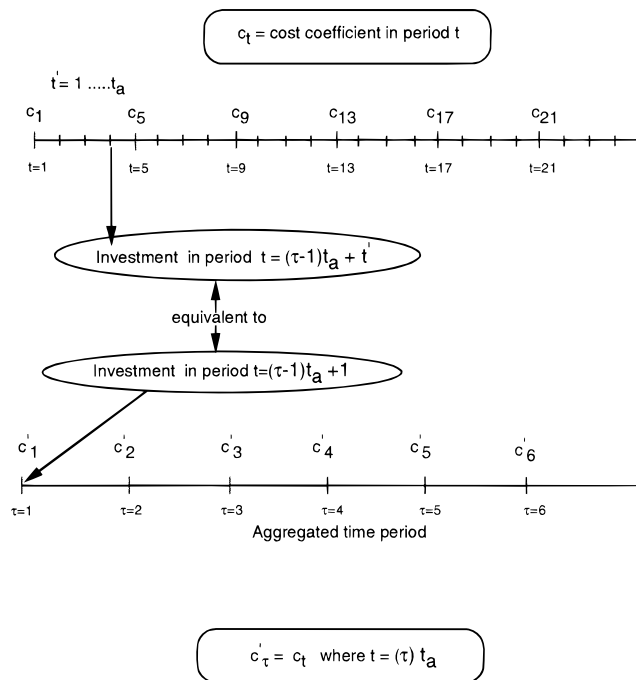 c_t = cost coefficient in period t
t' = 1 .....t_a
c_1 c_5 c_9 c_13 c_17 c_21
t=1 t=5 t=9 t=13 t=17 t=21
Investment in period t = (τ-1)t_a + t'
equivalent to
Investment in period t=(τ-1)t_a +1
c'_1 c'_2 c'_3 c'_4 c'_5 c'_6
τ=1 τ=2 τ=3 τ=4 τ=5 τ=6
Aggregated time period
c'_τ = c_t where t = (τ) t_a